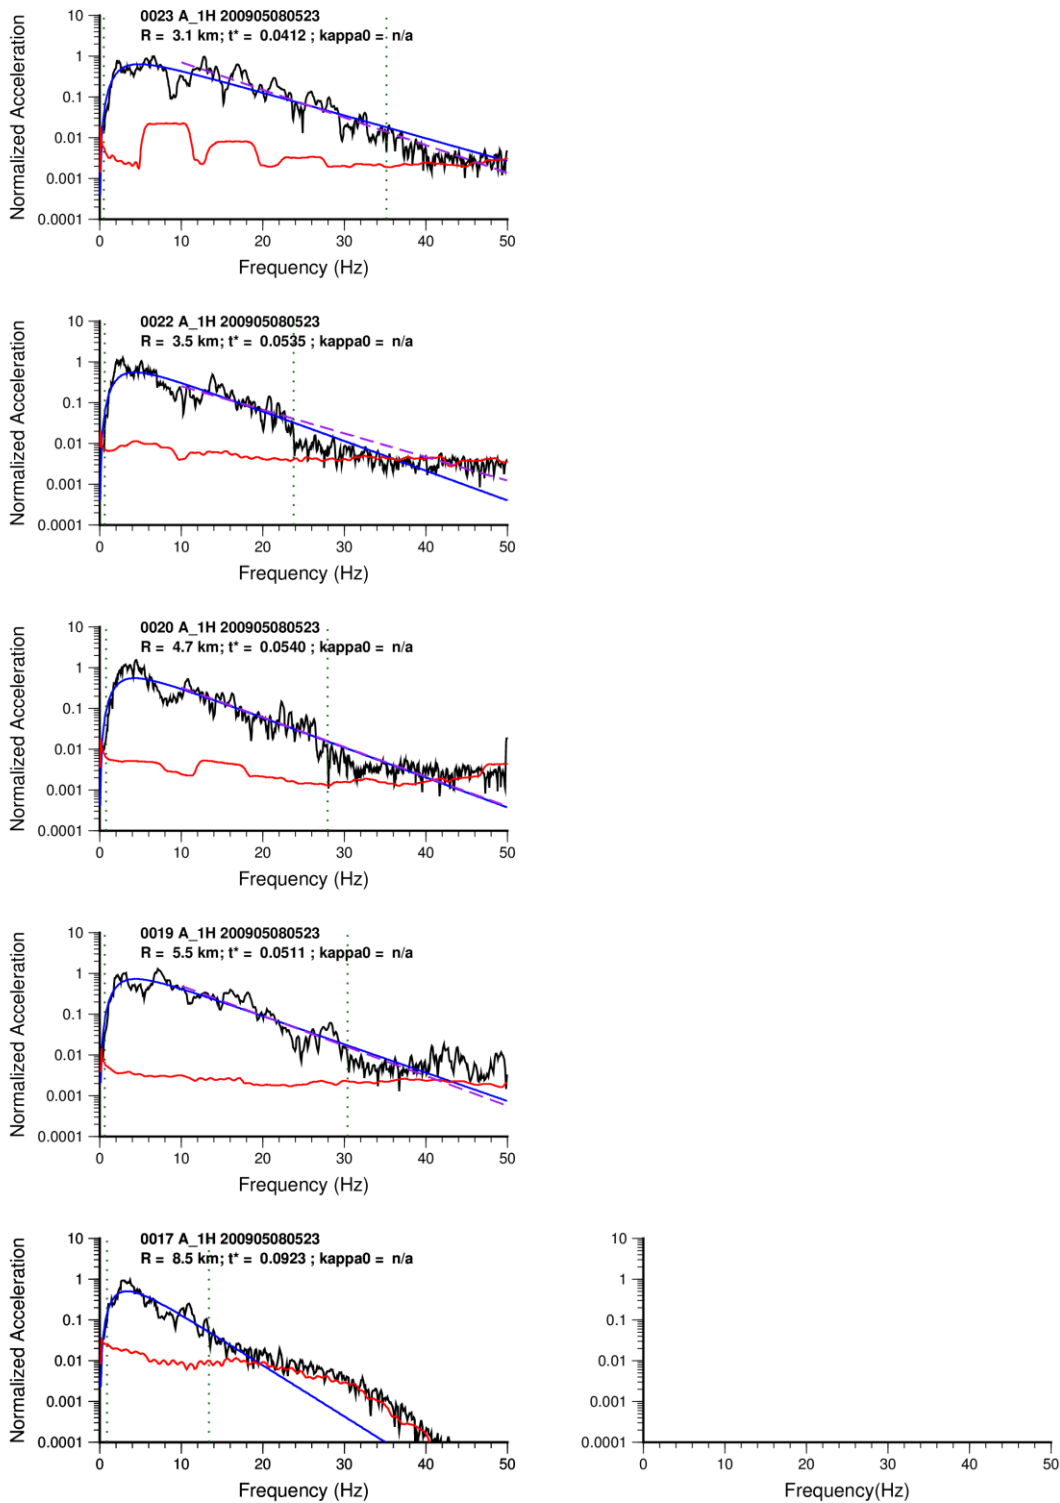 0023 A_1H 200905080523
R = 3.1 km; t* = 0.0412 ; kappa0 = n/a
Normalized Acceleration
10
1
0.1
0.01
0.001
0.0001
0 10 20 30 40 50
Frequency (Hz)
0022 A_1H 200905080523
R = 3.5 km; t* = 0.0535 ; kappa0 = n/a
Normalized Acceleration
10
1
0.1
0.01
0.001
0.0001
0 10 20 30 40 50
Frequency (Hz)
0020 A_1H 200905080523
R = 4.7 km; t* = 0.0540 ; kappa0 = n/a
Normalized Acceleration
10
1
0.1
0.01
0.001
0.0001
0 10 20 30 40 50
Frequency (Hz)
0019 A_1H 200905080523
R = 5.5 km; t* = 0.0511 ; kappa0 = n/a
Normalized Acceleration
10
1
0.1
0.01
0.001
0.0001
0 10 20 30 40 50
Frequency (Hz)
0017 A_1H 200905080523
R = 8.5 km; t* = 0.0923 ; kappa0 = n/a
Normalized Acceleration
10
1
0.1
0.01
0.001
0.0001
0 10 20 30 40 50
Frequency (Hz)
10
1
0.1
0.01
0.001
0.0001
0 10 20 30 40 50
Frequency(Hz)